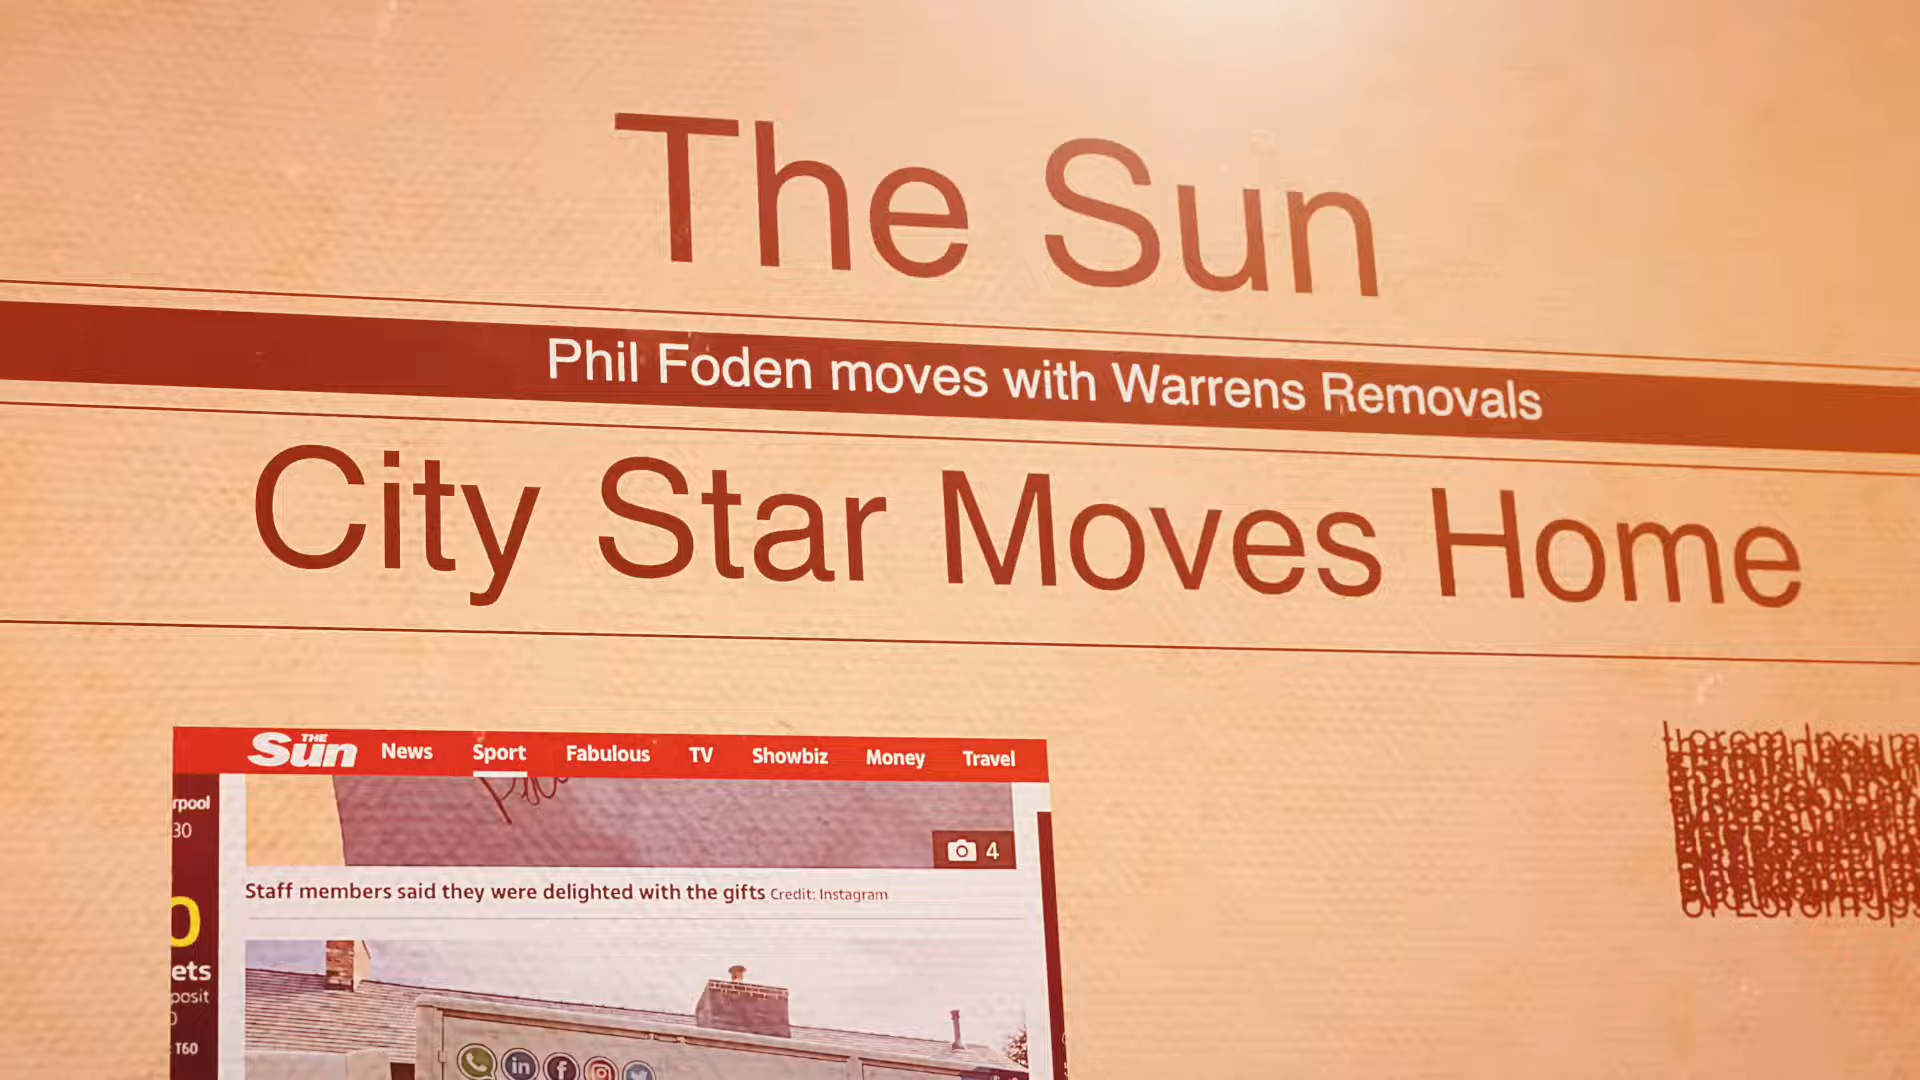 The Sun
Phil Foden moves with Warrens Removals
City Star Moves Home
THE Sun News Sport Fabulous TV Showbiz Money Travel
rpool
30
4
Staff members said they were delighted with the gifts Credit: Instagram
ets
posit
T60